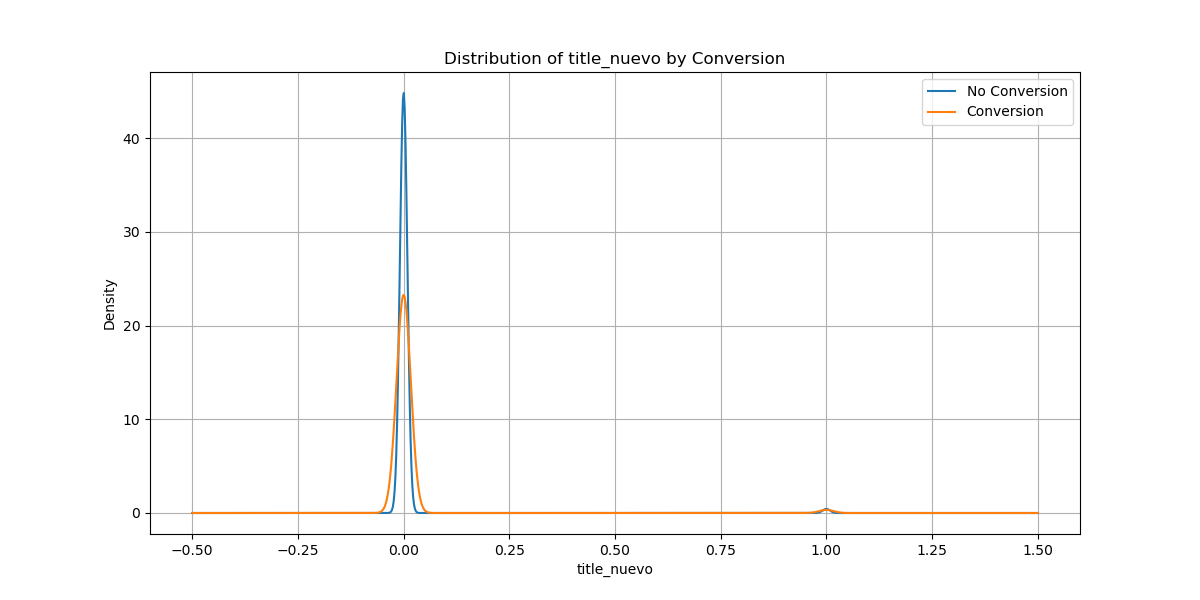 Distribution of title_nuevo by Conversion
No Conversion
Conversion
Density
40
30
20
10
0
−0.50
−0.25
0.00
0.25
0.50
0.75
1.00
1.25
1.50
title_nuevo